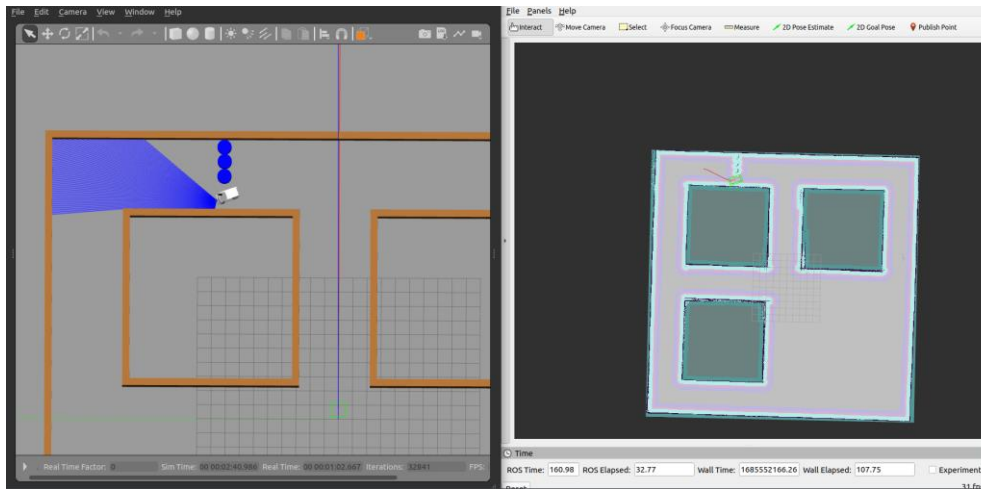 File Edit Camera View Window Help
Real Time Factor: 0 Sim Time: 00 00:02:40.986 Real Time: 00 00:01:02.667 Iterations: 32841 FPS:
File Panels Help
Interact Move Camera Select Focus Camera Measure 2D Pose Estimate 2D Goal Pose Publish Point
Time
ROS Time: 160.98 ROS Elapsed: 32.77 Wall Time: 1685552166.26 Wall Elapsed: 107.75 Experiment
Reset 31 fp